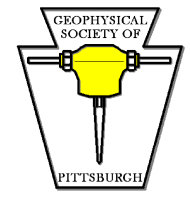 GEOPHYSICAL
SOCIETY OF
PITTSBURGH